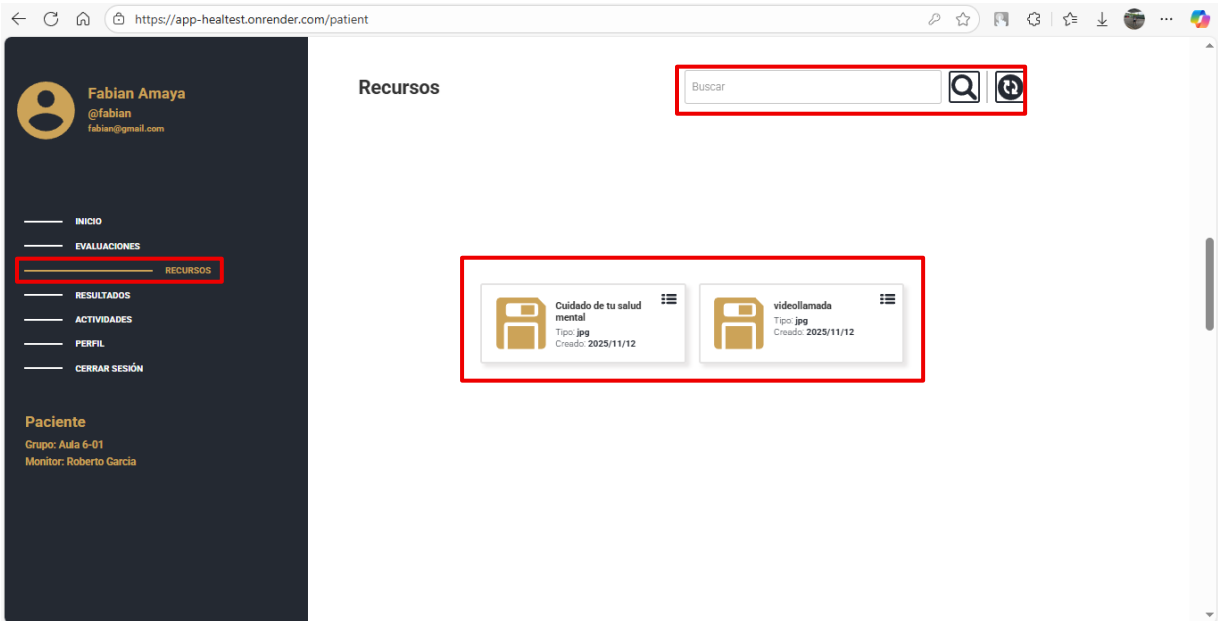 https://app-healtest.onrender.com/patient
Fabian Amaya
@fabian
fabian@gmail.com
INICIO
EVALUACIONES
RECURSOS
RESULTADOS
ACTIVIDADES
PERFIL
CERRAR SESIÓN
Paciente
Grupo: Aula 6-01
Monitor: Roberto Garcia
Recursos
Buscar
Cuidado de tu salud
mental
Tipo: jpg
Creado: 2025/11/12
videollamada
Tipo: jpg
Creado: 2025/11/12